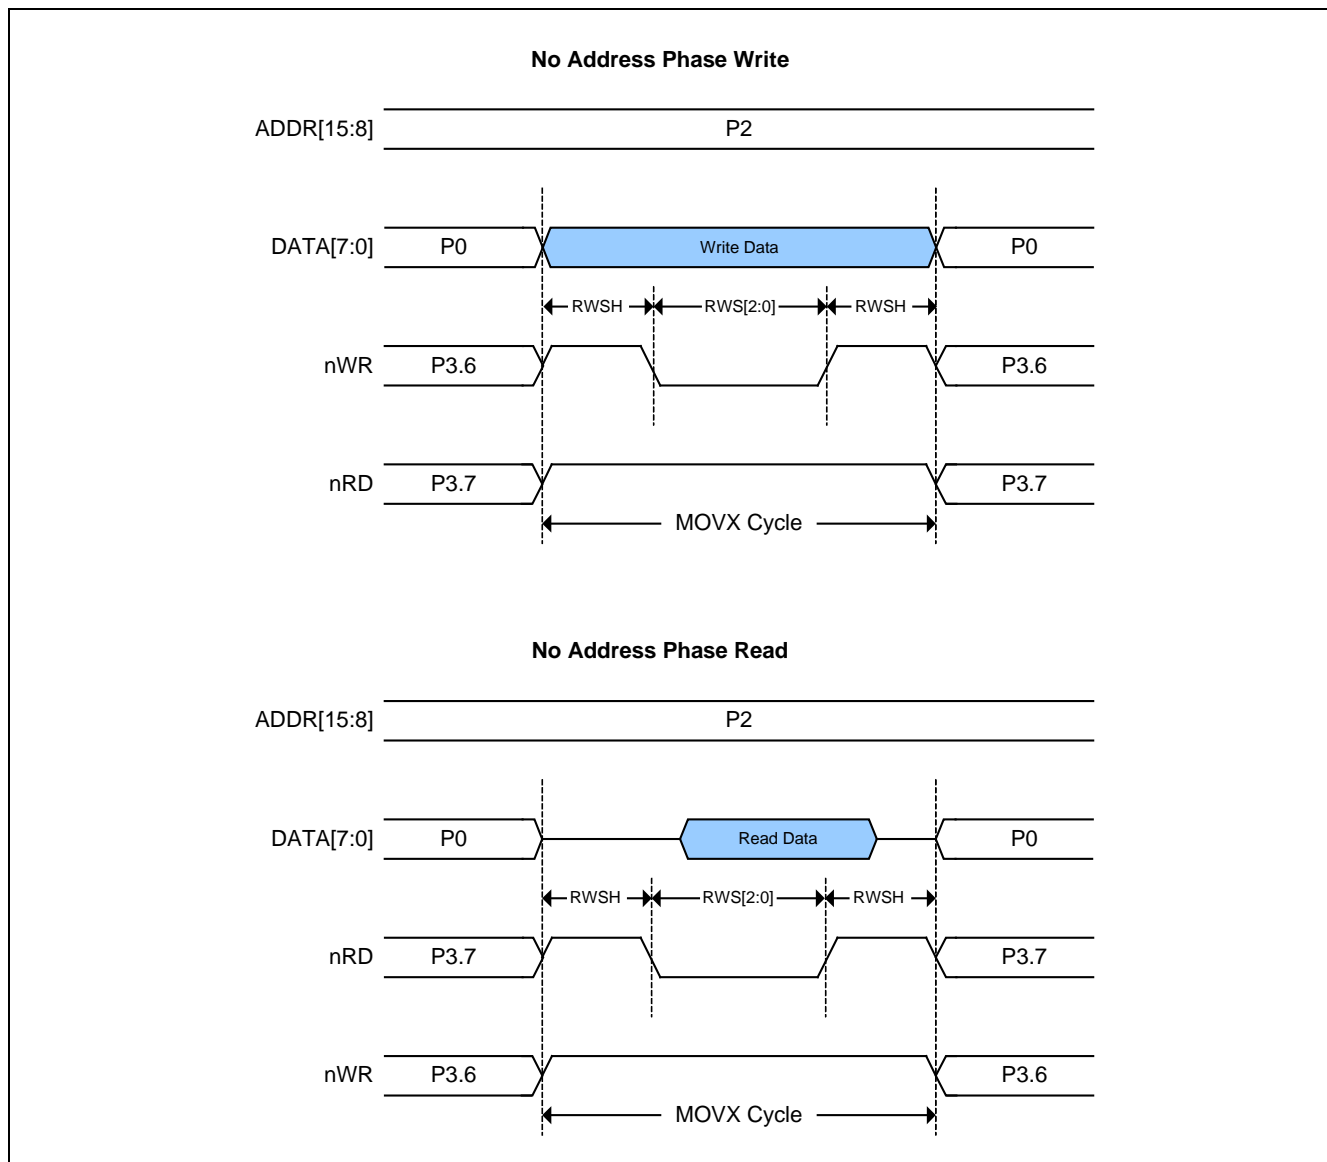 No Address Phase Write
ADDR[15:8] P2
DATA[7:0] P0 Write Data P0
RWSH RWS[2:0] RWSH
nWR P3.6 P3.6
nRD P3.7 P3.7
MOVX Cycle
No Address Phase Read
ADDR[15:8] P2
DATA[7:0] P0 Read Data P0
RWSH RWS[2:0] RWSH
nRD P3.7 P3.7
nWR P3.6 P3.6
MOVX Cycle